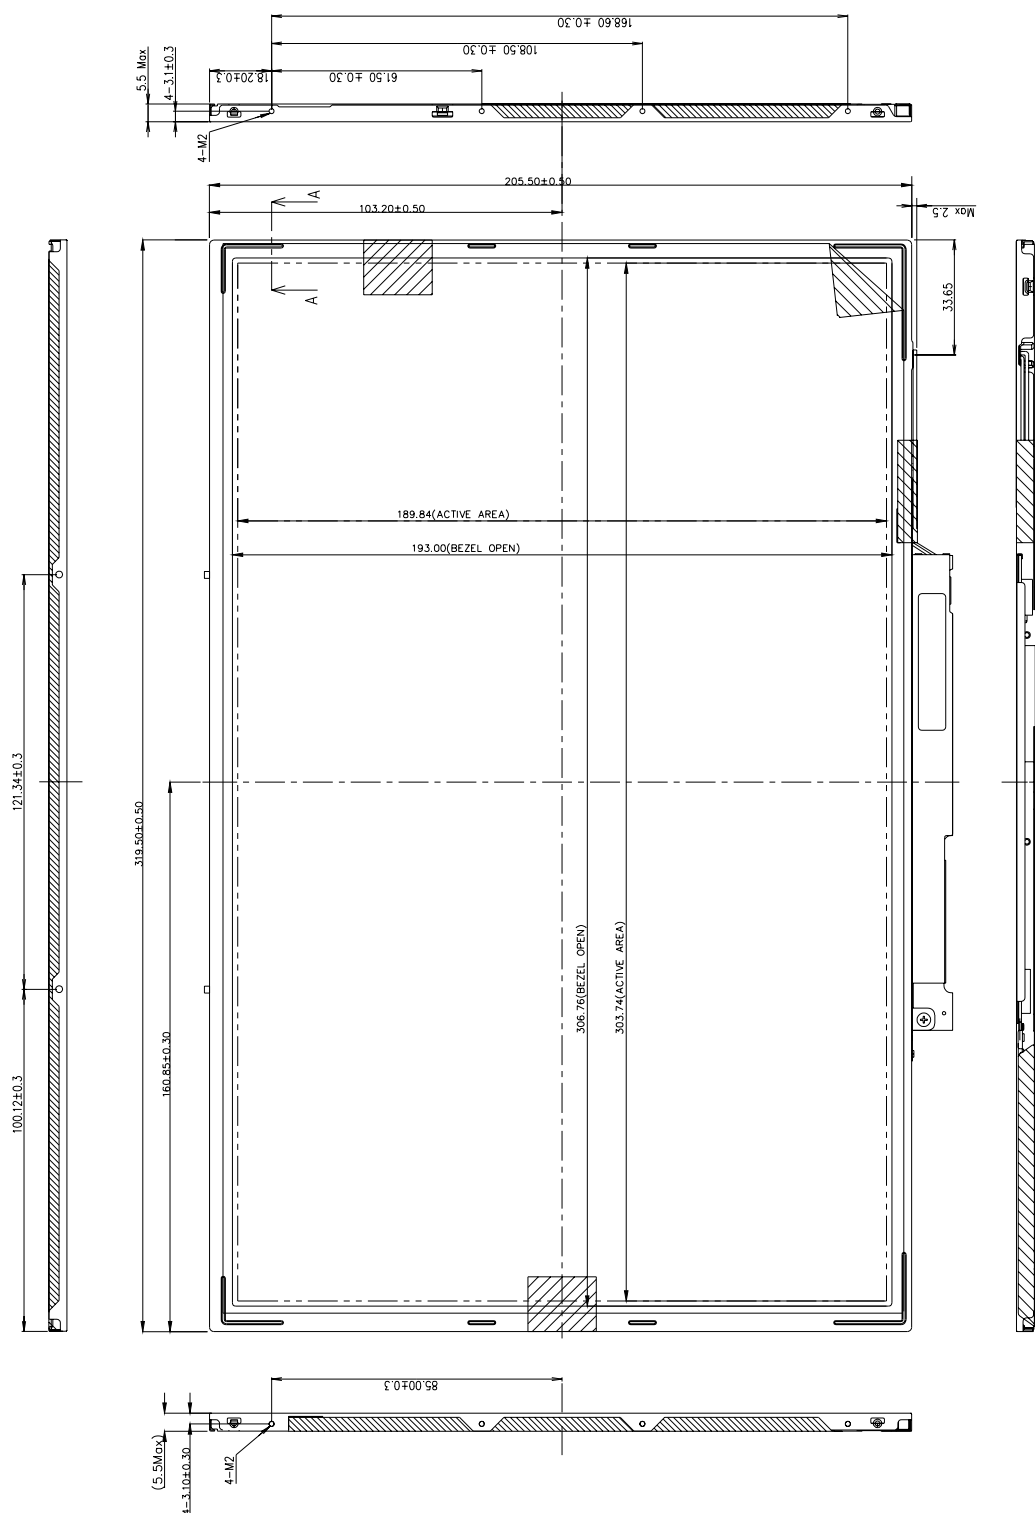 168.60 ±0.30
108.50 ±0.30
61.50 ±0.30
18.20±0.3
5.5 Max
4-3.1±0.3
4-M2
205.50±0.50
103.20±0.50
A
A
Max 2.5
33.65
189.84(ACTIVE AREA)
193.00(BEZEL OPEN)
121.34±0.3
319.50±0.50
306.76(BEZEL OPEN)
303.74(ACTIVE AREA)
160.85±0.30
100.12±0.3
85.00±0.3
(5.5Max)
4-3.10±0.30
4-M2